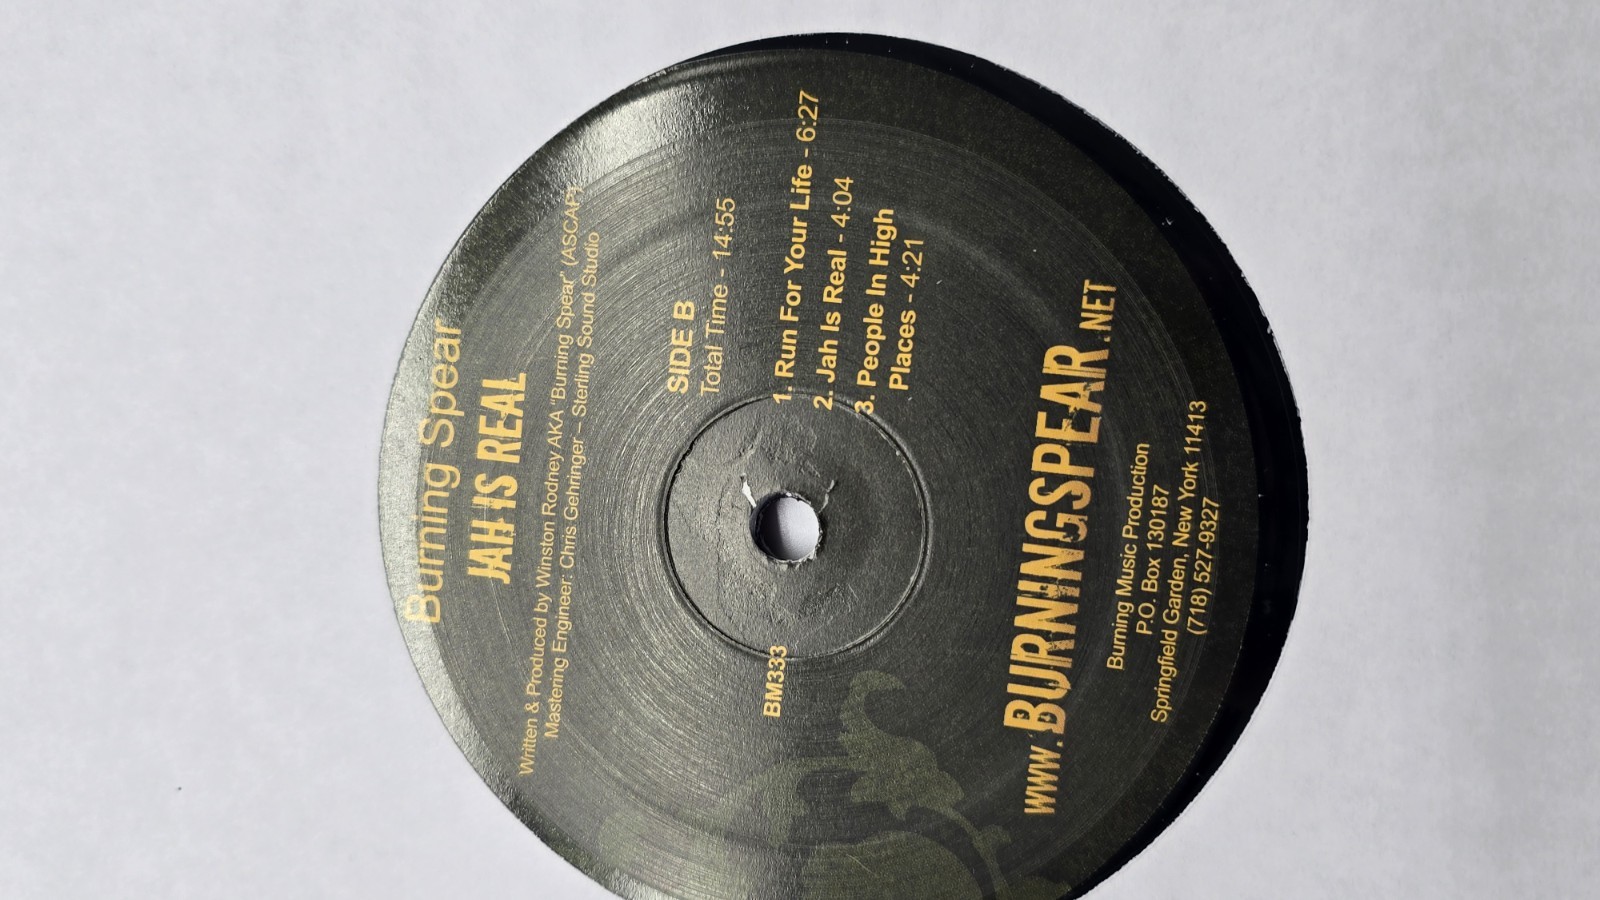 Burning Spear
JAH IS REAL
Written & Produced by Winston Rodney AKA "Burning Spear" (ASCAP)
Mastering Engineer: Chris Gehringer – Sterling Sound Studio
SIDE B
Total Time - 14:55
BM333
1. Run For Your Life - 6:27
2. Jah Is Real - 4:04
3. People In High
Places - 4:21
WWW.BURNINGSPEAR.NET
Burning Music Production
P.O. Box 130187
Springfield Garden, New York 11413
(718) 527-9327